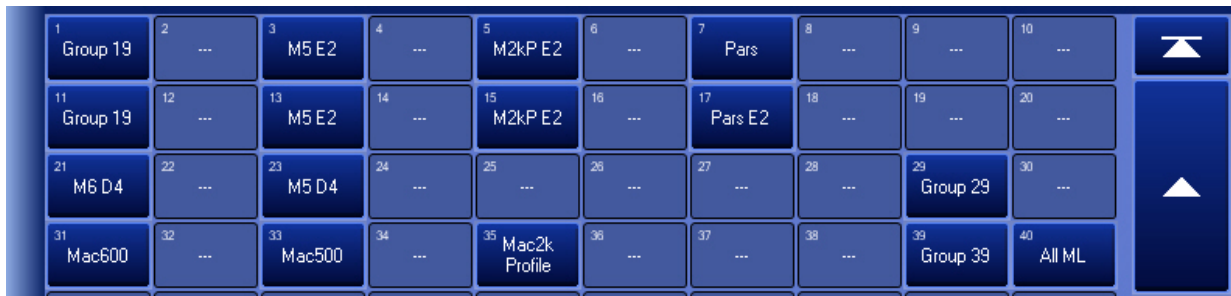 1 2 3 4 5 6 7 8 9 10
Group 19 --- M5 E2 --- M2kP E2 --- Pars --- --- ---
11 12 13 14 15 16 17 18 19 20
Group 19 --- M5 E2 --- M2kP E2 --- Pars E2 --- --- ---
21 22 23 24 25 26 27 28 29 30
M6 D4 --- M5 D4 --- --- --- --- --- Group 29 ---
31 32 33 34 35 36 37 38 39 40
Mac600 --- Mac500 --- Mac2k Profile --- --- --- Group 39 All ML